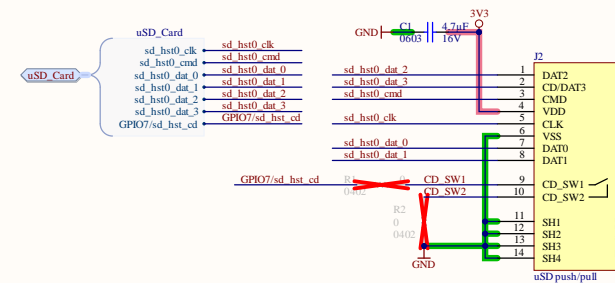 3V3
uSD_Card
GND
C1
4.7µF
0603
16V
sd_hst0_clk
sd_hst0_clk
sd_hst0_cmd
sd_hst0_cmd
J2
uSD_Card
sd_hst0_dat_0
sd_hst0_dat_0
sd_hst0_dat_2
1
DAT2
sd_hst0_dat_1
sd_hst0_dat_1
sd_hst0_dat_3
2
CD/DAT3
sd_hst0_dat_2
sd_hst0_dat_2
sd_hst0_cmd
3
CMD
sd_hst0_dat_3
sd_hst0_dat_3
4
VDD
GPIO7/sd_hst_cd
GPIO7/sd_hst_cd
sd_hst0_clk
5
CLK
6
VSS
sd_hst0_dat_0
7
DAT0
sd_hst0_dat_1
8
DAT1
GPIO7/sd_hst_cd
0
CD_SW1
9
CD_SW1
0402
CD_SW2
10
CD_SW2
R2
0
0402
11
SH1
12
SH2
13
SH3
14
SH4
GND
uSD push/pull